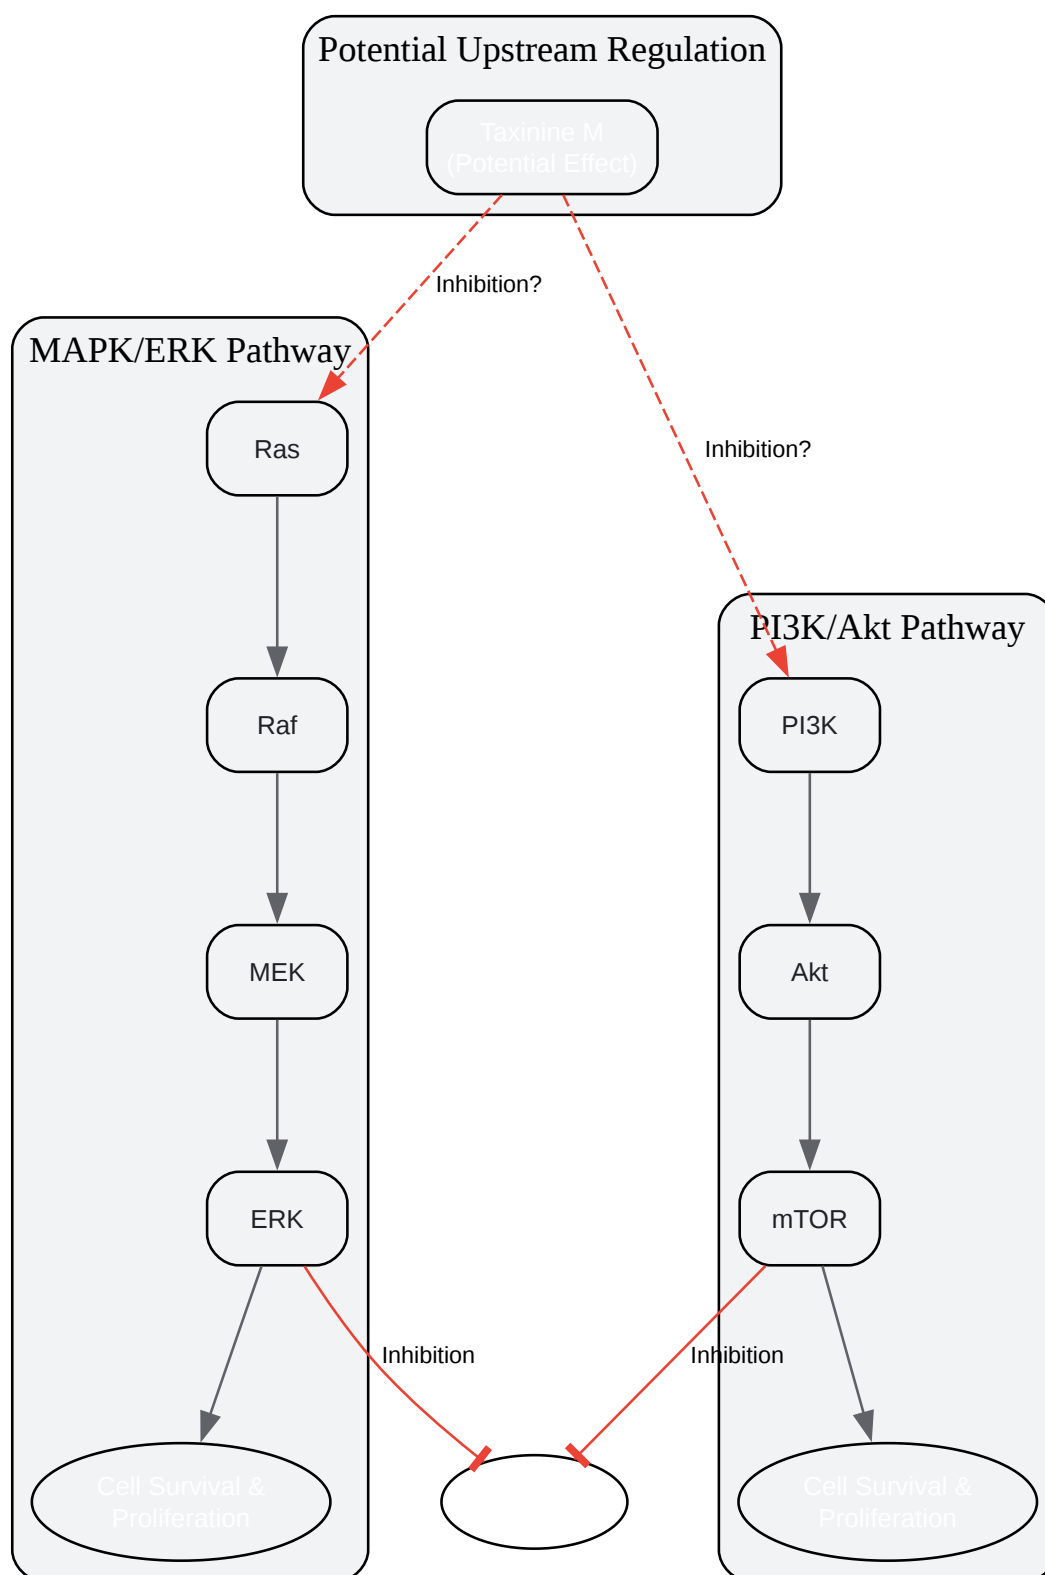 Potential Upstream Regulation
Taxinine M
(Potential Effect)
Inhibition?
MAPK/ERK Pathway
Ras
Inhibition?
PI3K/Akt Pathway
Raf
PI3K
MEK
Akt
ERK
mTOR
Inhibition
Inhibition
Cell Survival &
Proliferation
Cell Survival &
Proliferation